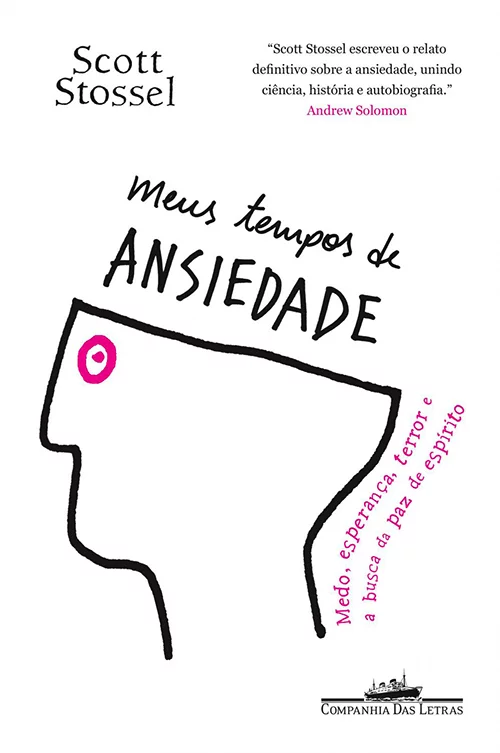 Scott
Stossel
“Scott Stossel escreveu o relato
definitivo sobre a ansiedade, unindo
ciência, história e autobiografia.”
Andrew Solomon
Meus tempos de
ANSIEDADE
Medo, esperança, terror e
a busca da paz de espírito
COMPANHIA DAS LETRAS